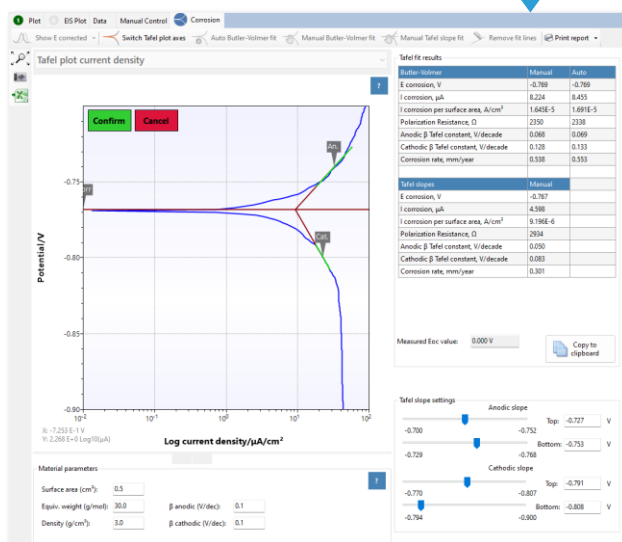 Plot EIS Plot Data Manual Control Corrosion
Show E corrected Switch Tafel plot axes Auto Butler-Volmer fit Manual Butler-Volmer fit Manual Tafel slope fit Remove fit lines Print report
Tafel plot current density
?
Confirm Cancel
An.
Cat.
Potential/V
-0.75
-0.80
-0.85
-0.90
10-2 10-1 100 101 102
X: -7.253 E-1 V
Y: 2.268 E+0 Log10(µA)
Log current density/µA/cm2
Material parameters
?
Surface area (cm²): 0.5
Equiv. weight (g/mol): 30.0 β anodic (V/dec): 0.1
Density (g/cm³): 3.0 β cathodic (V/dec): 0.1
Tafel fit results
Butler-Volmer Manual Auto
E corrosion, V -0.769 -0.769
I corrosion, µA 8.224 8.455
I corrosion per surface area, A/cm² 1.645E-5 1.691E-5
Polarization Resistance, Ω 2350 2338
Anodic β Tafel constant, V/decade 0.068 0.069
Cathodic β Tafel constant, V/decade 0.128 0.133
Corrosion rate, mm/year 0.538 0.553
Tafel slopes Manual
E corrosion, V -0.767
I corrosion, µA 4.598
I corrosion per surface area, A/cm² 9.196E-6
Polarization Resistance, Ω 2934
Anodic β Tafel constant, V/decade 0.050
Cathodic β Tafel constant, V/decade 0.083
Corrosion rate, mm/year 0.301
Measured Eoc value: 0.000 V
Copy to
clipboard
Tafel slope settings
Anodic slope
Top: -0.727 V
-0.700 -0.752
Bottom: -0.753 V
-0.729 -0.768
Cathodic slope
Top: -0.791 V
-0.770 -0.807
Bottom: -0.808 V
-0.794 -0.900